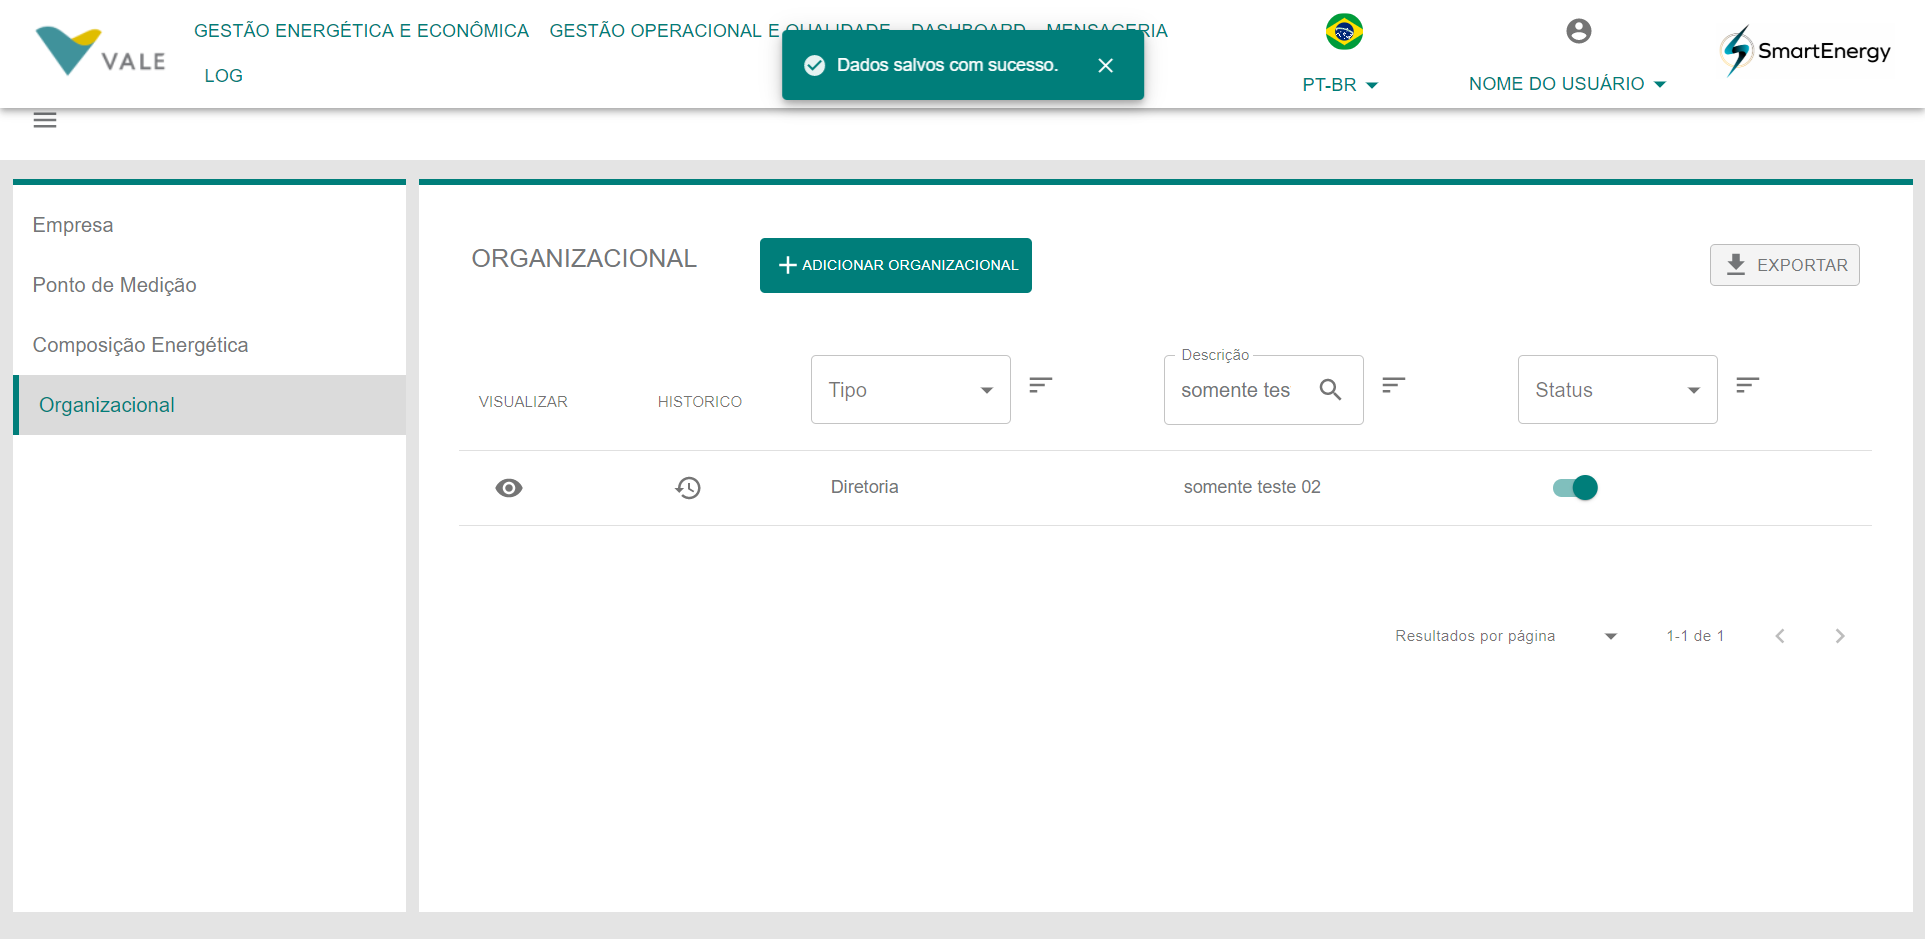 VALE
GESTÃO ENERGÉTICA E ECONÔMICA
GESTÃO OPERACIONAL E QUALIDADE
DASHBOARD
MENSAGERIA
LOG
Dados salvos com sucesso.
PT-BR
NOME DO USUÁRIO
SmartEnergy
Empresa
Ponto de Medição
Composição Energética
Organizacional
ORGANIZACIONAL
ADICIONAR ORGANIZACIONAL
EXPORTAR
VISUALIZAR
HISTORICO
Tipo
Descrição
somente tes
Status
Diretoria
somente teste 02
Resultados por página
1-1 de 1